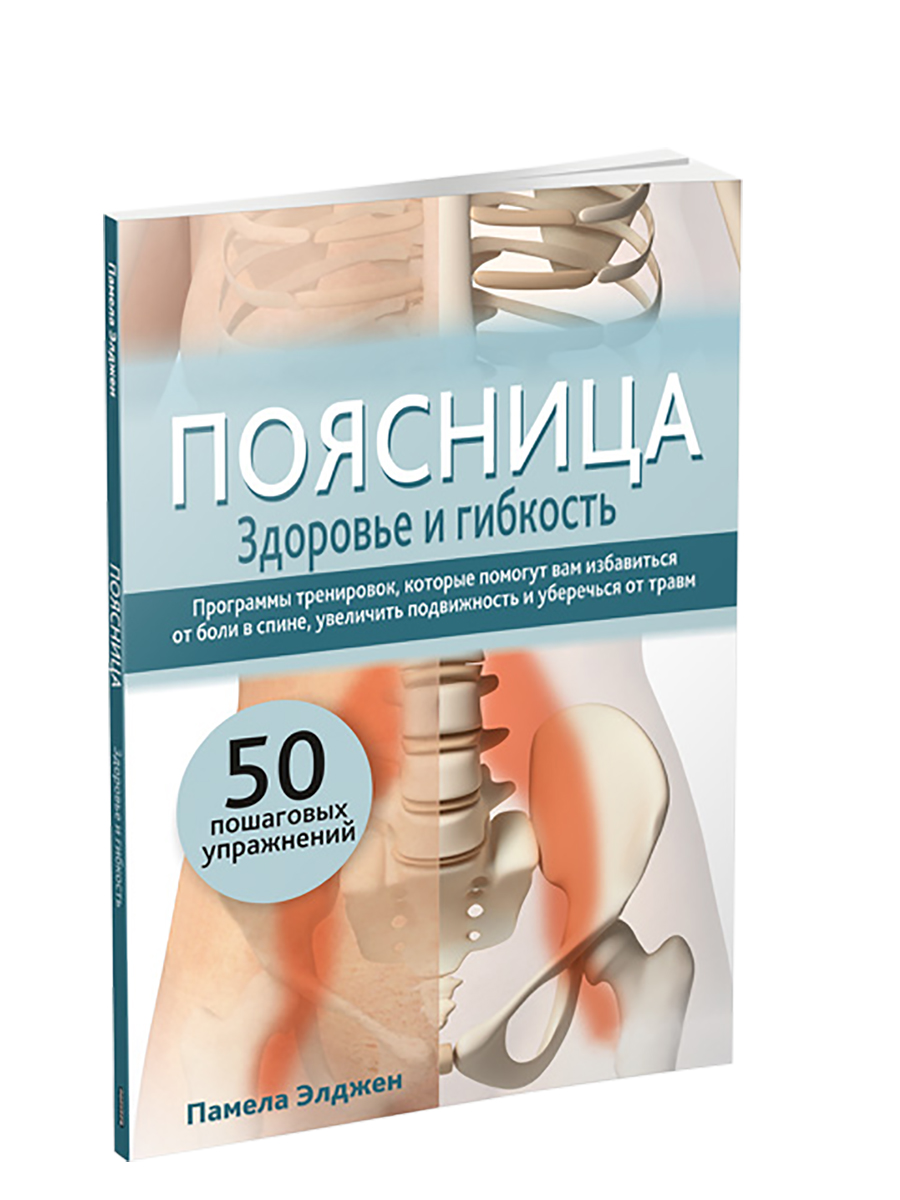 ПОЯСНИЦА
Здоровье и гибкость
Программы тренировок, которые помогут вам избавиться
от боли в спине, увеличить подвижность и уберечься от травм
50
пошаговых
упражнений
Памела Элджен
Памела Элджен
ПОЯСНИЦА
Здоровье и гибкость